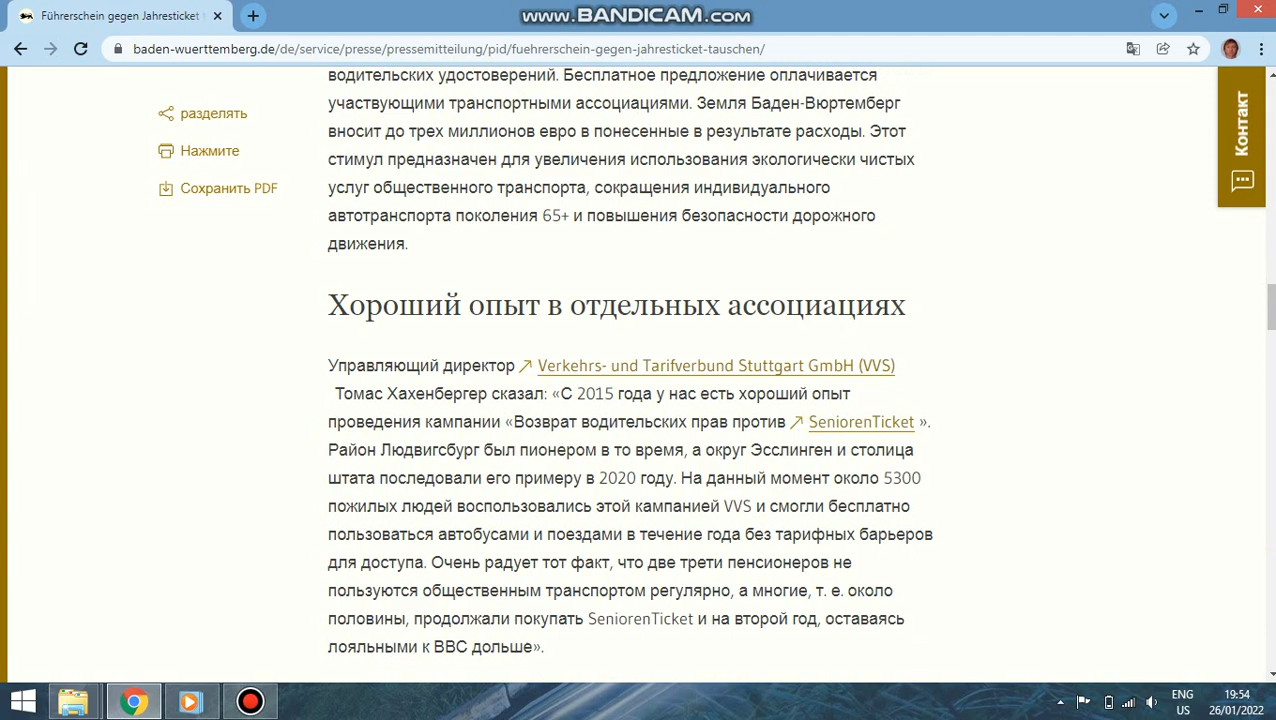 Führerschein gegen Jahresticket
www.BANDICAM.com
baden-wuerttemberg.de/de/service/presse/pressemitteilung/pid/fuehrerschein-gegen-jahresticket-tauschen/
водительских удостоверений. Бесплатное предложение оплачивается
участвующими транспортными ассоциациями. Земля Баден-Вюртемберг
вносит до трех миллионов евро в понесенные в результате расходы. Этот
стимул предназначен для увеличения использования экологически чистых
услуг общественного транспорта, сокращения индивидуального
автотранспорта поколения 65+ и повышения безопасности дорожного
движения.
разделять
Нажмите
Сохранить PDF
Контакт
Хороший опыт в отдельных ассоциациях
Управляющий директор Verkehrs- und Tarifverbund Stuttgart GmbH (VVS)
Томас Хахенбергер сказал: «С 2015 года у нас есть хороший опыт
проведения кампании «Возврат водительских прав против SeniorenTicket ».
Район Людвигсбург был пионером в то время, а округ Эсслинген и столица
штата последовали его примеру в 2020 году. На данный момент около 5300
пожилых людей воспользовались этой кампанией VVS и смогли бесплатно
пользоваться автобусами и поездами в течение года без тарифных барьеров
для доступа. Очень радует тот факт, что две трети пенсионеров не
пользуются общественным транспортом регулярно, а многие, т. е. около
половины, продолжали покупать SeniorenTicket и на второй год, оставаясь
лояльными к ВВС дольше».
ENG
US
19:54
26/01/2022